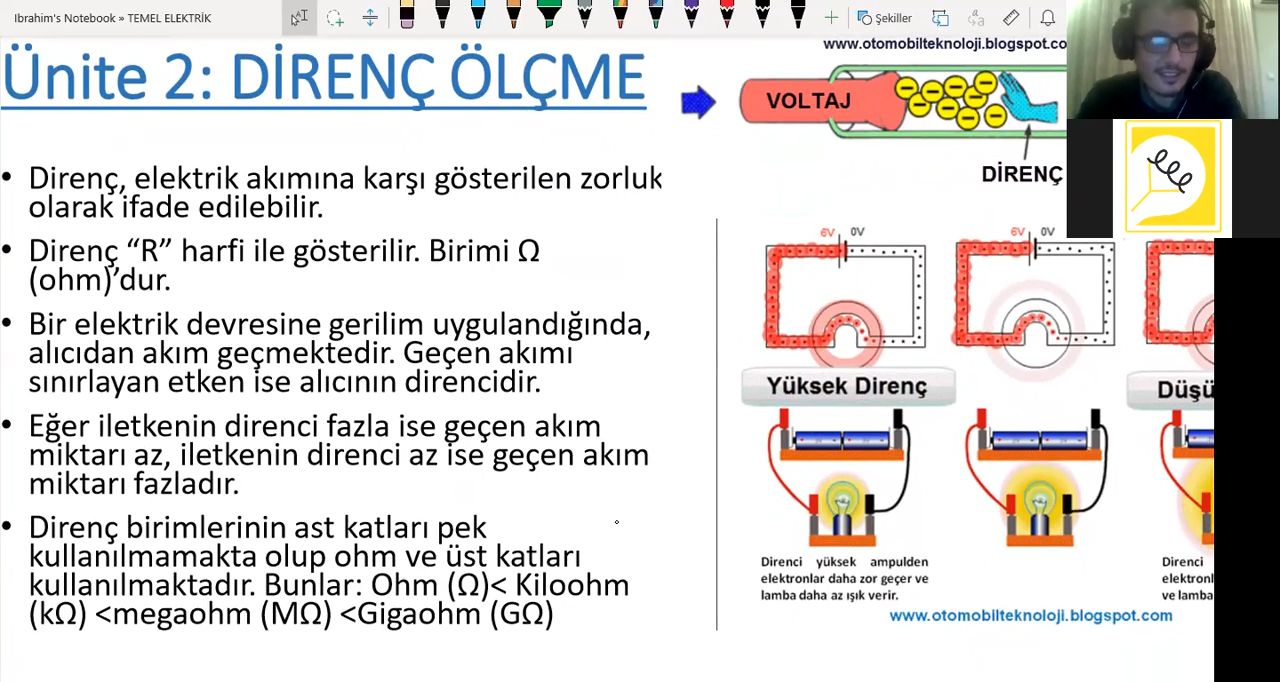 Ibrahim's Notebook » TEMEL ELEKTRİK
Şekiller
www.otomobilteknoloji.blogspot.co
Ünite 2: DİRENÇ ÖLÇME
VOLTAJ
DİRENÇ
• Direnç, elektrik akımına karşı gösterilen zorluk
olarak ifade edilebilir.
• Direnç “R” harfi ile gösterilir. Birimi Ω
(ohm)’dur.
• Bir elektrik devresine gerilim uygulandığında,
alıcıdan akım geçmektedir. Geçen akımı
sınırlayan etken ise alıcının direncidir.
• Eğer iletkenin direnci fazla ise geçen akım
miktarı az, iletkenin direnci az ise geçen akım
miktarı fazladır.
• Direnç birimlerinin ast katları pek
kullanılmamakta olup ohm ve üst katları
kullanılmaktadır. Bunlar: Ohm (Ω)< Kiloohm
(kΩ) <megaohm (MΩ) <Gigaohm (GΩ)
6V 0V
6V 0V
Yüksek Direnç
Düşü
Direnci yüksek ampulden
elektronlar daha zor geçer ve
lamba daha az ışık verir.
Direnci
elektronl
ve lamba
www.otomobilteknoloji.blogspot.com